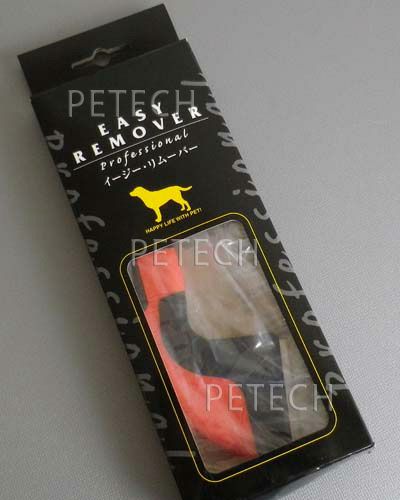 PETECH
EASY
REMOVER
professional
イージー・リムーバー
HAPPY LIFE WITH PET!
PETECH
PETECH